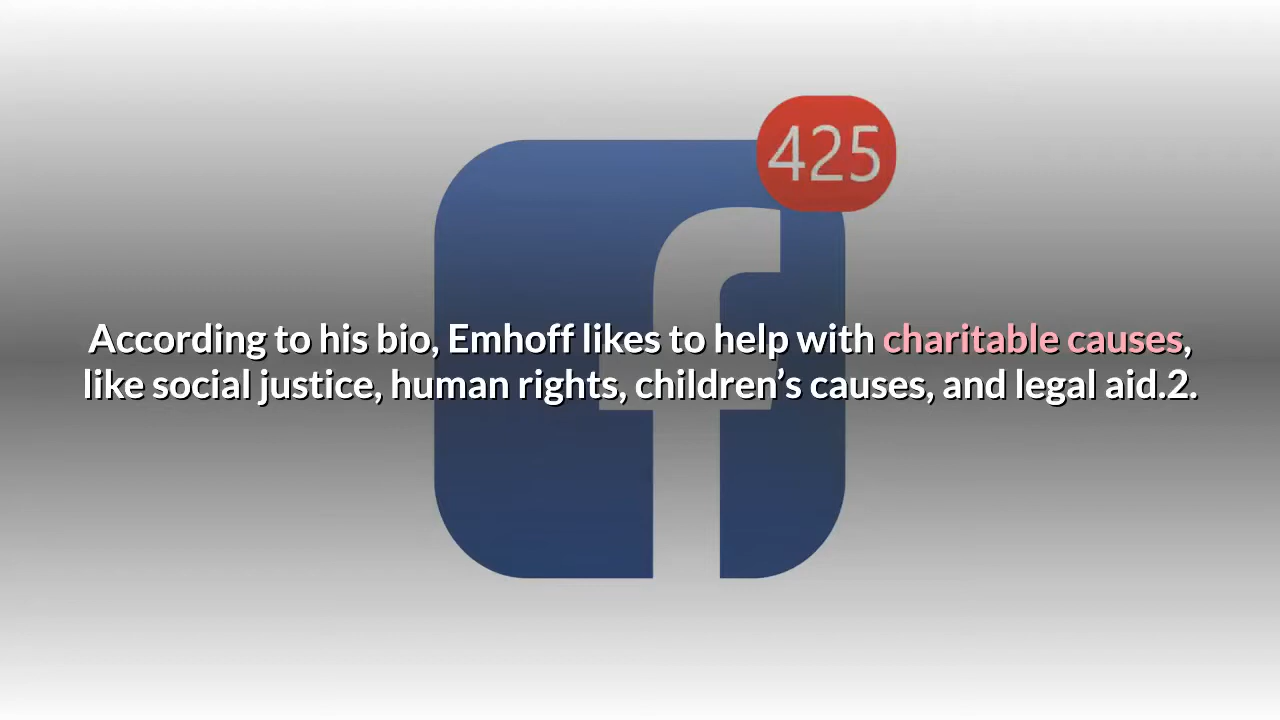 425
According to his bio, Emhoff likes to help with charitable causes,
like social justice, human rights, children’s causes, and legal aid.2.